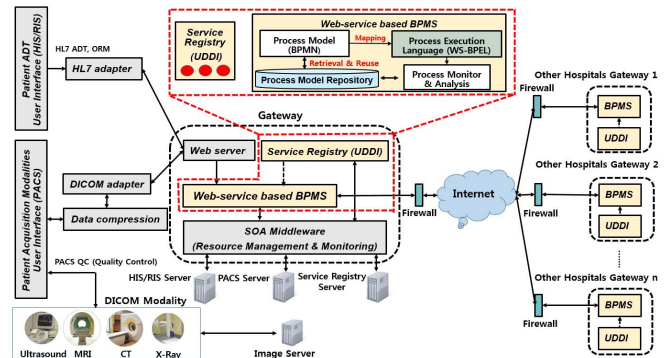 Patient ADT
User Interface (HIS/RIS)
HL7 ADT, ORM
HL7 adapter
Service
Registry
(UDDI)
Web-service based BPMS
Process Model
(BPMN)
Mapping
Process Execution
Language (WS-BPEL)
Retrieval & Reuse
Process Model Repository
Process Monitor
& Analysis
Gateway
Web server
Service Registry (UDDI)
Web-service based BPMS
SOA Middleware
(Resource Management & Monitoring)
Patient Acquisition Modalities
User Interface (PACS)
DICOM adapter
Data compression
PACS QC (Quality Control)
HIS/RIS Server
PACS Server
Service Registry
Server
DICOM Modality
Ultrasound
MRI
CT
X-Ray
Image Server
Firewall
Internet
Other Hospitals Gateway 1
Firewall
BPMS
UDDI
Other Hospitals Gateway 2
Firewall
BPMS
UDDI
Other Hospitals Gateway n
Firewall
BPMS
UDDI